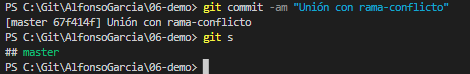 PS C:\Git\AlfonsoGarcia\06-demo> git commit -am "Unión con rama-conflicto"
[master 67f414f] Unión con rama-conflicto
PS C:\Git\AlfonsoGarcia\06-demo> git s
## master
PS C:\Git\AlfonsoGarcia\06-demo>